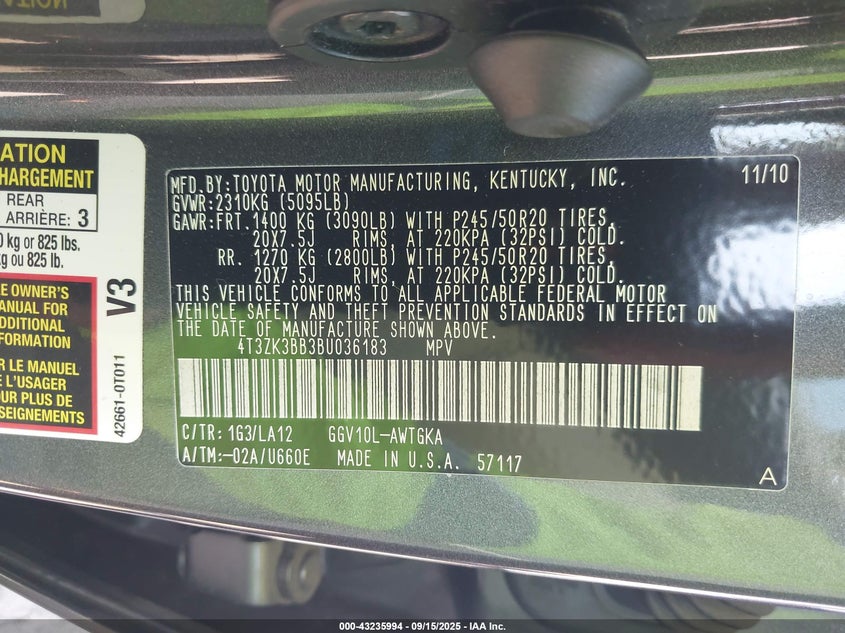 ATION
HARGEMENT
REAR
ARRIÈRE: 3
0 kg or 825 lbs.
kg ou 825 lb.
E OWNER'S
MANUAL FOR
ADDITIONAL
FORMATION
R LE MANUEL
E L'USAGER
OUR PLUS DE
SEIGNEMENTS
V3
42661-0T011
MFD.BY:TOYOTA MOTOR MANUFACTURING, KENTUCKY, INC. 11/10
GVWR:2310KG (5095LB)
GAWR:FRT.1400 KG (3090LB) WITH P245/50R20 TIRES,
20X7.5J RIMS, AT 220KPA (32PSI) COLD.
RR. 1270 KG (2800LB) WITH P245/50R20 TIRES,
20X7.5J RIMS, AT 220KPA (32PSI) COLD.
THIS VEHICLE CONFORMS TO ALL APPLICABLE FEDERAL MOTOR
VEHICLE SAFETY AND THEFT PREVENTION STANDARDS IN EFFECT ON
THE DATE OF MANUFACTURE SHOWN ABOVE.
4T3ZK3BB3BU036183 MPV
C/TR: 1G3/LA12 GGV10L-AWTGKA
A/TM:-02A/U660E MADE IN U.S.A. 57117
A
000-43235994 - 09/15/2025 - IAA Inc.